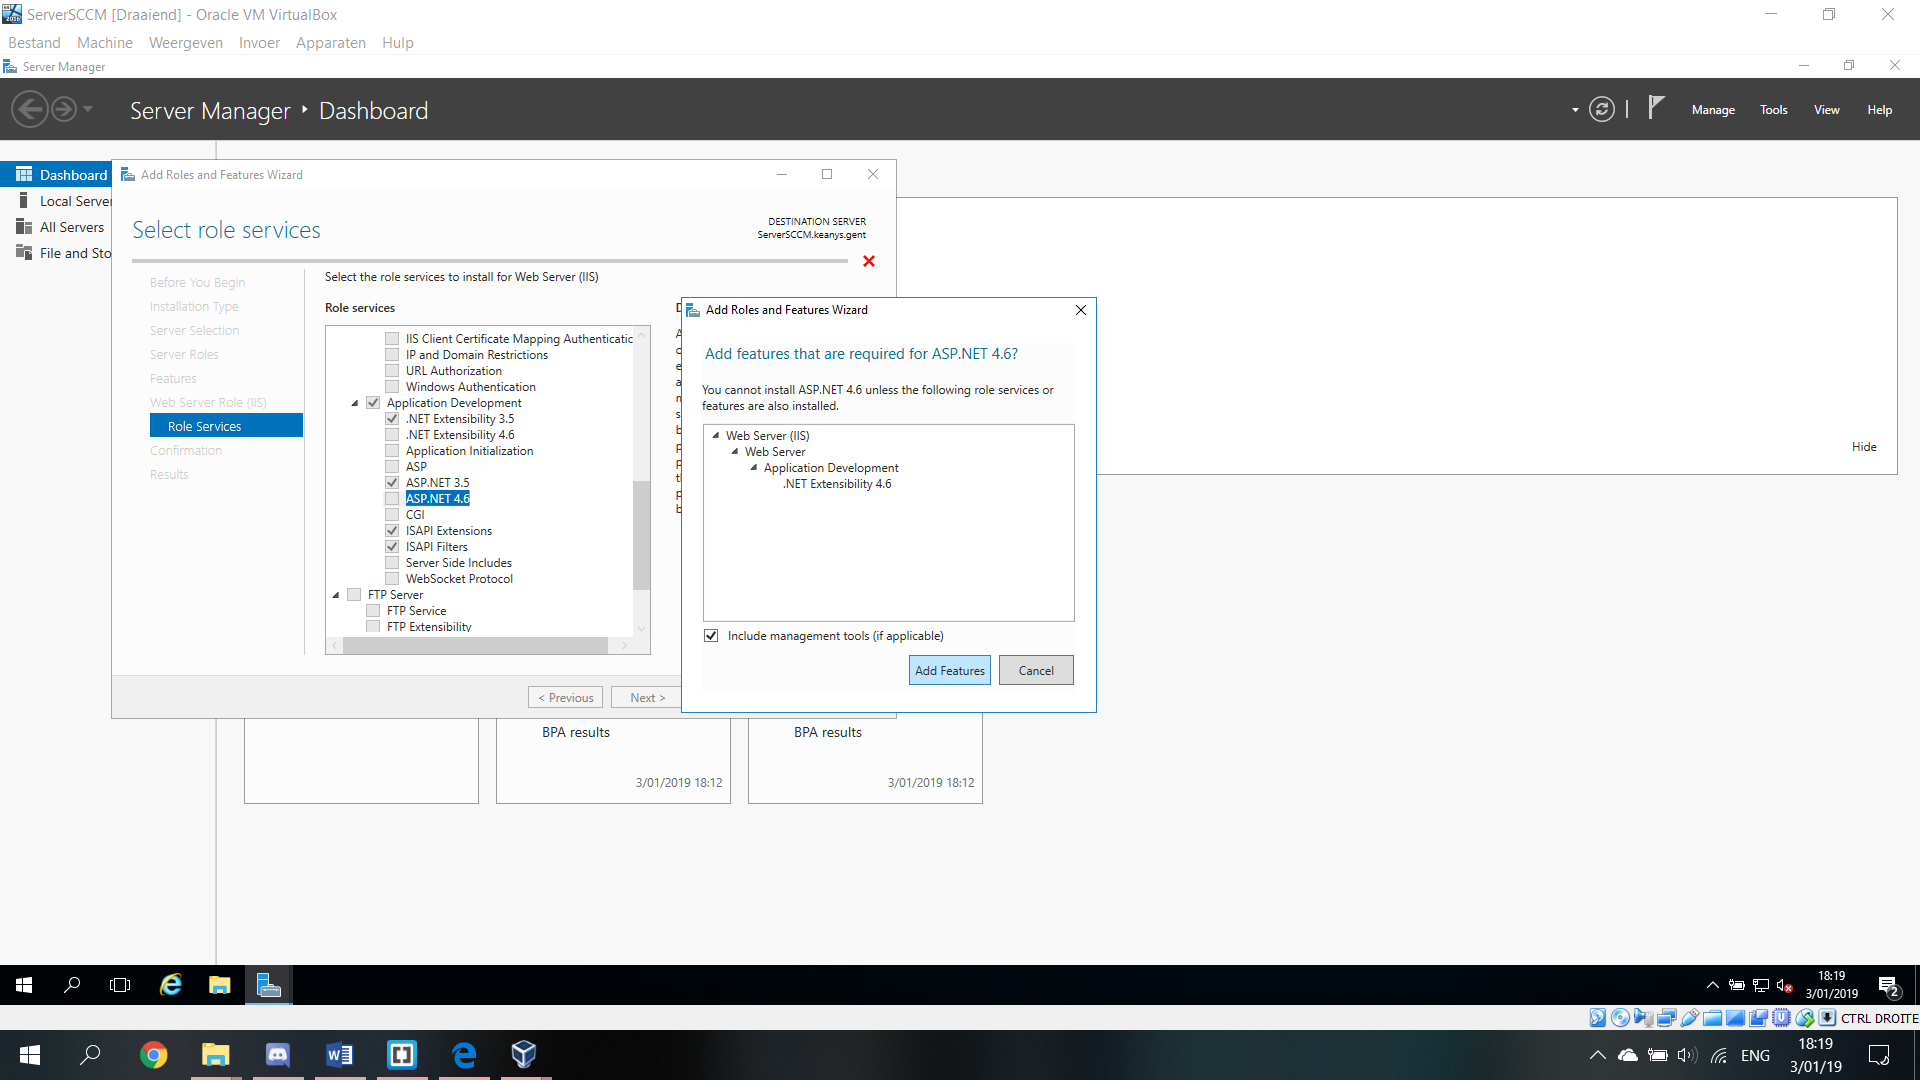 ServerSCCM [Draaiend] - Oracle VM VirtualBox
Bestand Machine Weergeven Invoer Apparaten Hulp
Server Manager
Server Manager Dashboard
Manage Tools View Help
Dashboard
Local Server
All Servers
File and Sto
Add Roles and Features Wizard
Select role services
DESTINATION SERVER
ServerSCCM.keanys.gent
Before You Begin
Installation Type
Server Selection
Server Roles
Features
Web Server Role (IIS)
Role Services
Confirmation
Results
Select the role services to install for Web Server (IIS)
Role services
IIS Client Certificate Mapping Authenticatio
IP and Domain Restrictions
URL Authorization
Windows Authentication
Application Development
.NET Extensibility 3.5
.NET Extensibility 4.6
Application Initialization
ASP
ASP.NET 3.5
ASP.NET 4.6
CGI
ISAPI Extensions
ISAPI Filters
Server Side Includes
WebSocket Protocol
FTP Server
FTP Service
FTP Extensibility
< Previous Next >
Add Roles and Features Wizard
Add features that are required for ASP.NET 4.6?
You cannot install ASP.NET 4.6 unless the following role services or
features are also installed.
Web Server (IIS)
Web Server
Application Development
.NET Extensibility 4.6
Include management tools (if applicable)
Add Features Cancel
Hide
BPA results
3/01/2019 18:12
BPA results
3/01/2019 18:12
18:19
3/01/2019
2
CTRL DROITE
ENG
18:19
3/01/19